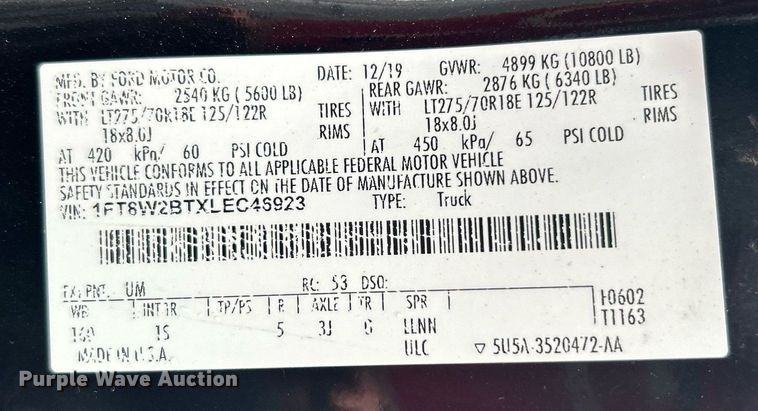 MFD. BY FORD MOTOR CO. DATE: 12/19 GVWR: 4899 KG (10800 LB)
FRONT GAWR: 2540 KG (5600 LB) REAR GAWR: 2876 KG (6340 LB)
WITH LT275/70R18E 125/122R TIRES WITH LT275/70R18E 125/122R TIRES
18x8.0J RIMS 18x8.0J RIMS
AT 420 kPa/ 60 PSI COLD AT 450 kPa/ 65 PSI COLD
THIS VEHICLE CONFORMS TO ALL APPLICABLE FEDERAL MOTOR VEHICLE
SAFETY STANDARDS IN EFFECT ON THE DATE OF MANUFACTURE SHOWN ABOVE.
VIN: 1FT8W2BTXLEC46923 TYPE: Truck
EXT PNT: UM RC: 53 DSO:
WB INT TR TP/PS R AXLE TR SPR F0602
160 1S 5 3J G LLNN T1163
MADE IN U.S.A. ULC ▽ 5U5A-3520472-AA
Purple Wave Auction